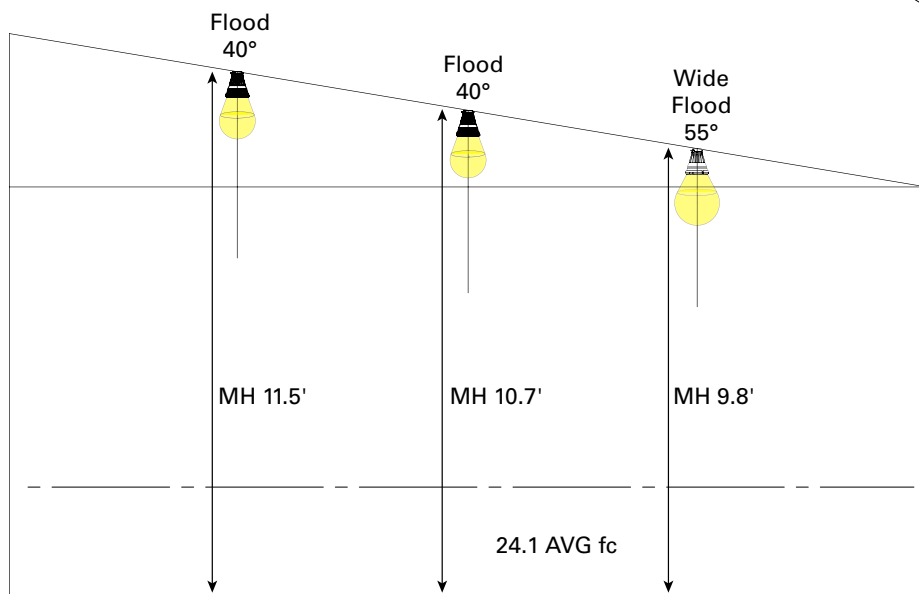 Flood
40°
Flood
40°
Wide
Flood
55°
MH 11.5'
MH 10.7'
MH 9.8'
24.1 AVG fc